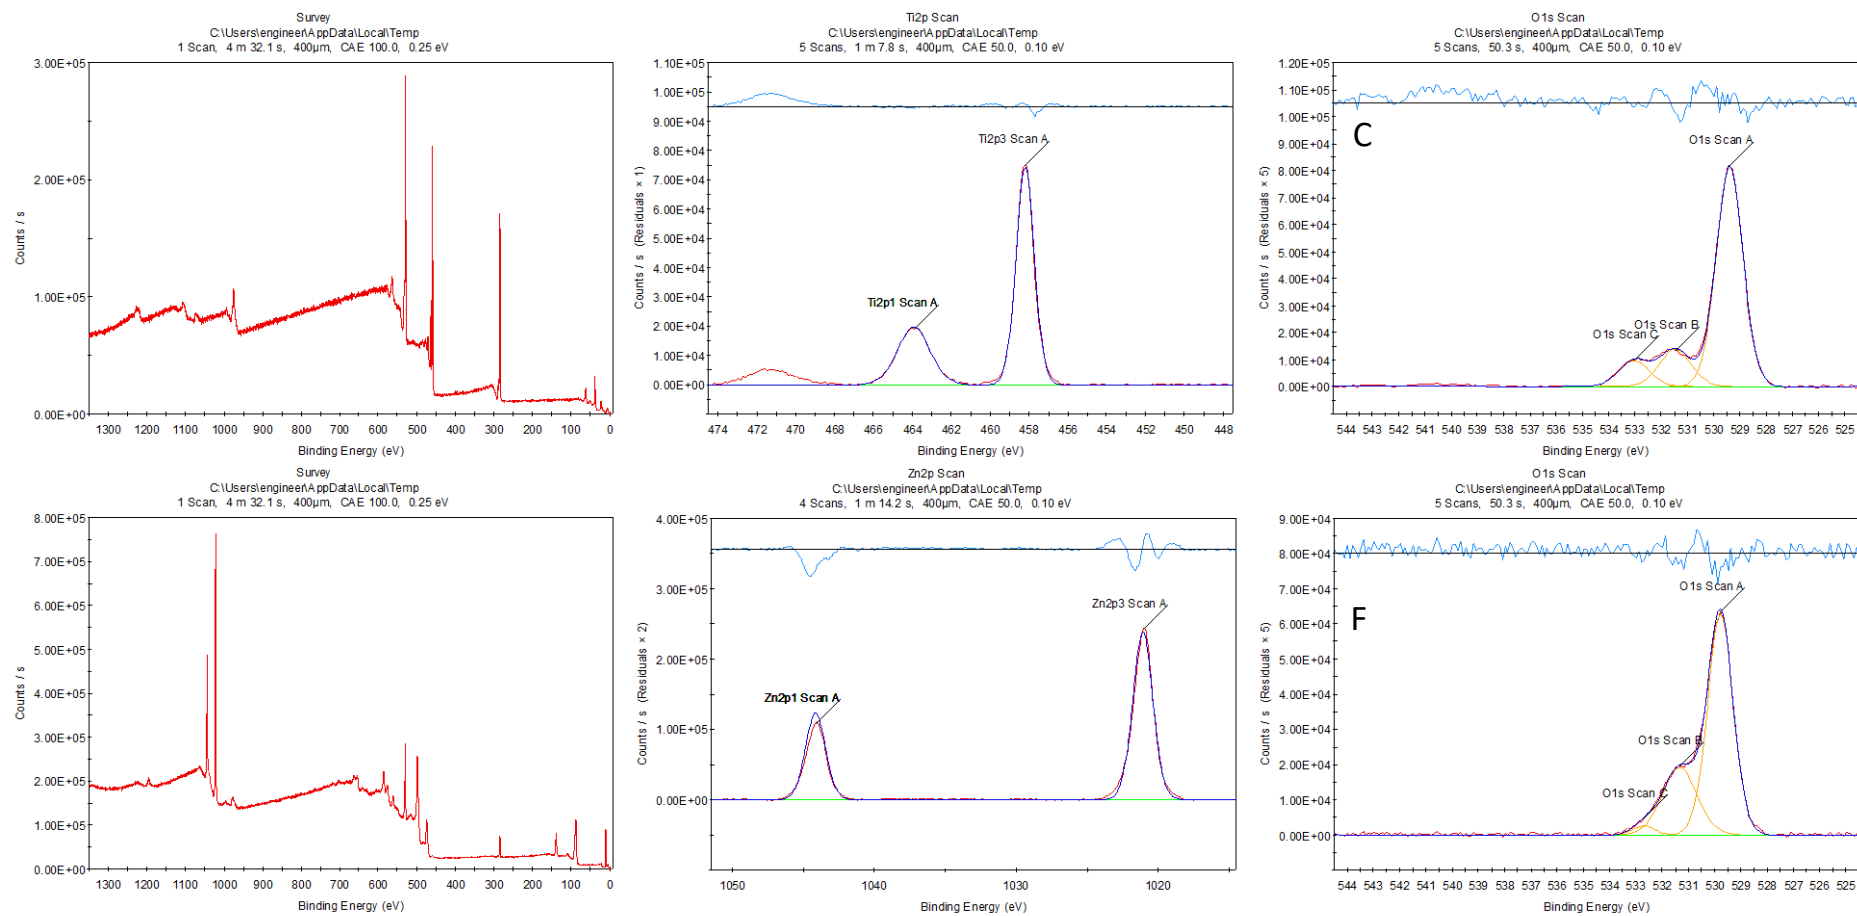 Survey
C:\Users\engineer\AppData\Local\Temp
1 Scan, 4 m 32.1 s, 400µm, CAE 100.0, 0.25 eV
3.00E+05
2.00E+05
1.00E+05
0.00E+00
Counts / s
1300 1200 1100 1000 900 800 700 600 500 400 300 200 100 0
Binding Energy (eV)
Ti2p Scan
C:\Users\engineer\AppData\Local\Temp
5 Scans, 1 m 7.8 s, 400µm, CAE 50.0, 0.10 eV
1.10E+05
1.00E+05
9.00E+04
8.00E+04
7.00E+04
6.00E+04
5.00E+04
4.00E+04
3.00E+04
2.00E+04
1.00E+04
0.00E+00
Counts / s (Residuals × 1)
Ti2p3 Scan A
Ti2p1 Scan A
474 472 470 468 466 464 462 460 458 456 454 452 450 448
Binding Energy (eV)
O1s Scan
C:\Users\engineer\AppData\Local\Temp
5 Scans, 50.3 s, 400µm, CAE 50.0, 0.10 eV
1.20E+05
1.10E+05
1.00E+05
9.00E+04
8.00E+04
7.00E+04
6.00E+04
5.00E+04
4.00E+04
3.00E+04
2.00E+04
1.00E+04
0.00E+00
Counts / s (Residuals × 5)
C
O1s Scan A
O1s Scan B
O1s Scan C
544 543 542 541 540 539 538 537 536 535 534 533 532 531 530 529 528 527 526 525
Binding Energy (eV)
Survey
C:\Users\engineer\AppData\Local\Temp
1 Scan, 4 m 32.1 s, 400µm, CAE 100.0, 0.25 eV
8.00E+05
7.00E+05
6.00E+05
5.00E+05
4.00E+05
3.00E+05
2.00E+05
1.00E+05
0.00E+00
Counts / s
1300 1200 1100 1000 900 800 700 600 500 400 300 200 100 0
Binding Energy (eV)
Zn2p Scan
C:\Users\engineer\AppData\Local\Temp
4 Scans, 1 m 14.2 s, 400µm, CAE 50.0, 0.10 eV
4.00E+05
3.00E+05
2.00E+05
1.00E+05
0.00E+00
Counts / s (Residuals × 2)
Zn2p3 Scan A
Zn2p1 Scan A
1050 1040 1030 1020
Binding Energy (eV)
O1s Scan
C:\Users\engineer\AppData\Local\Temp
5 Scans, 50.3 s, 400µm, CAE 50.0, 0.10 eV
9.00E+04
8.00E+04
7.00E+04
6.00E+04
5.00E+04
4.00E+04
3.00E+04
2.00E+04
1.00E+04
0.00E+00
Counts / s (Residuals × 5)
F
O1s Scan A
O1s Scan B
O1s Scan C
544 543 542 541 540 539 538 537 536 535 534 533 532 531 530 529 528 527 526 525
Binding Energy (eV)